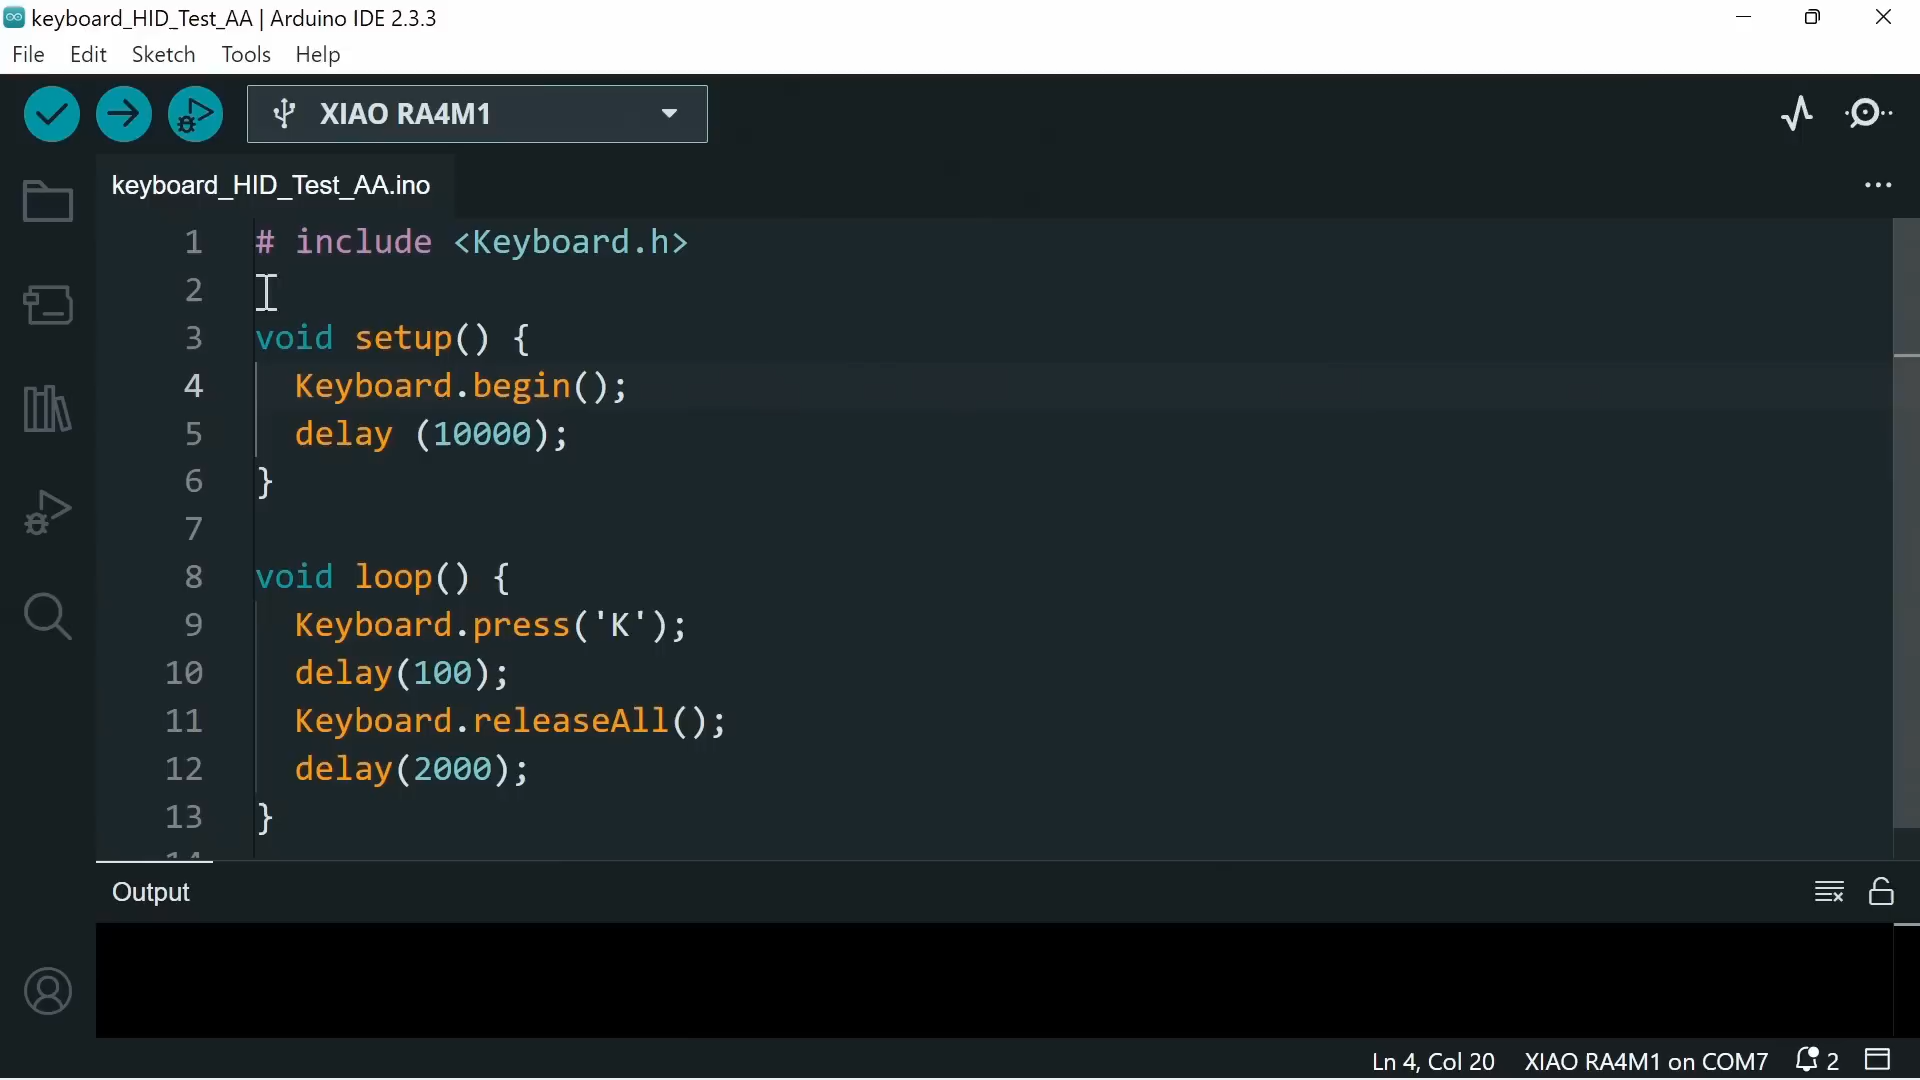 keyboard_HID_Test_AA | Arduino IDE 2.3.3
File Edit Sketch Tools Help
XIAO RA4M1
keyboard_HID_Test_AA.ino
1 # include <Keyboard.h>
2
3 void setup() {
4 Keyboard.begin();
5 delay (10000);
6 }
7
8 void loop() {
9 Keyboard.press('K');
10 delay(100);
11 Keyboard.releaseAll();
12 delay(2000);
13 }
14
Output
Ln 4, Col 20 XIAO RA4M1 on COM7 2